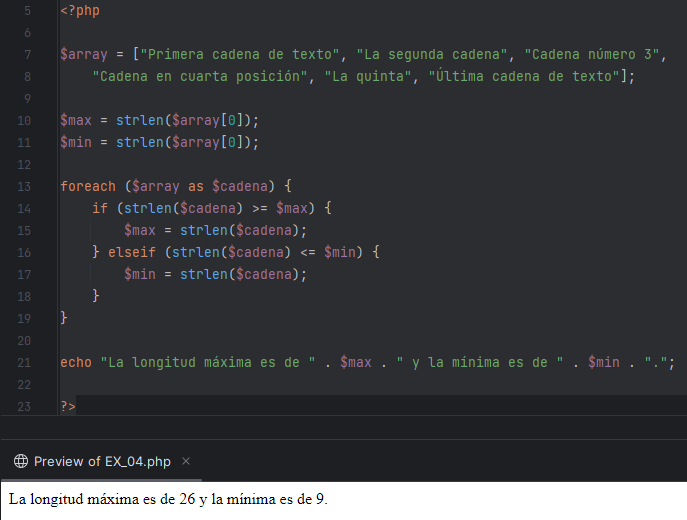 5 <?php
6
7 $array = ["Primera cadena de texto", "La segunda cadena", "Cadena número 3",
8 "Cadena en cuarta posición", "La quinta", "Última cadena de texto"];
9
10 $max = strlen($array[0]);
11 $min = strlen($array[0]);
12
13 foreach ($array as $cadena) {
14 if (strlen($cadena) >= $max) {
15 $max = strlen($cadena);
16 } elseif (strlen($cadena) <= $min) {
17 $min = strlen($cadena);
18 }
19 }
20
21 echo "La longitud máxima es de " . $max . " y la mínima es de " . $min . ".";
22
23 ?>
Preview of EX_04.php ×
La longitud máxima es de 26 y la mínima es de 9.